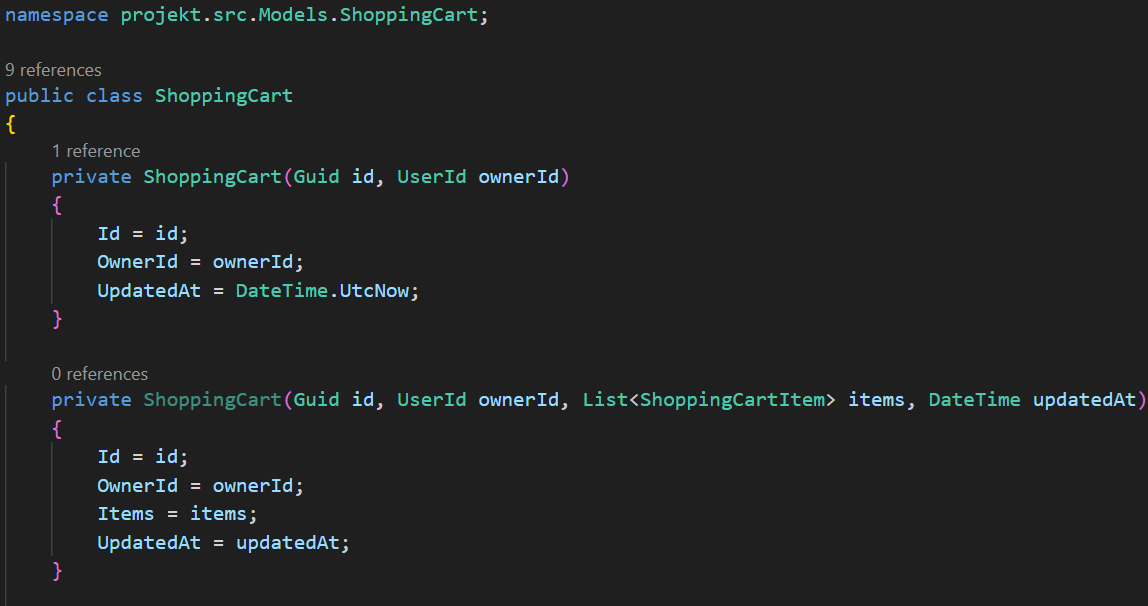 namespace projekt.src.Models.ShoppingCart;
9 references
public class ShoppingCart
{
1 reference
private ShoppingCart(Guid id, UserId ownerId)
{
Id = id;
OwnerId = ownerId;
UpdatedAt = DateTime.UtcNow;
}
0 references
private ShoppingCart(Guid id, UserId ownerId, List<ShoppingCartItem> items, DateTime updatedAt)
{
Id = id;
OwnerId = ownerId;
Items = items;
UpdatedAt = updatedAt;
}